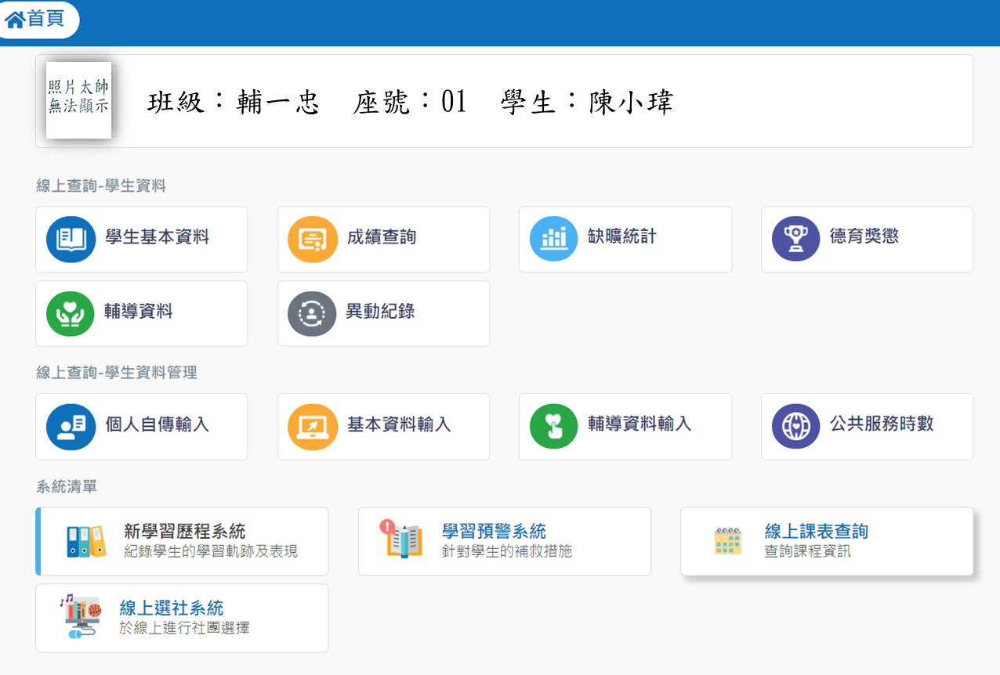 首頁
照片太帥
無法顯示
班級：輔一忠 座號：01 學生：陳小瑋
線上查詢-學生資料
學生基本資料
成績查詢
缺曠統計
德育獎懲
輔導資料
異動紀錄
線上查詢-學生資料管理
個人自傳輸入
基本資料輸入
輔導資料輸入
公共服務時數
系統清單
新學習歷程系統
紀錄學生的學習軌跡及表現
學習預警系統
針對學生的補救措施
線上課表查詢
查詢課程資訊
線上選社系統
於線上進行社團選擇